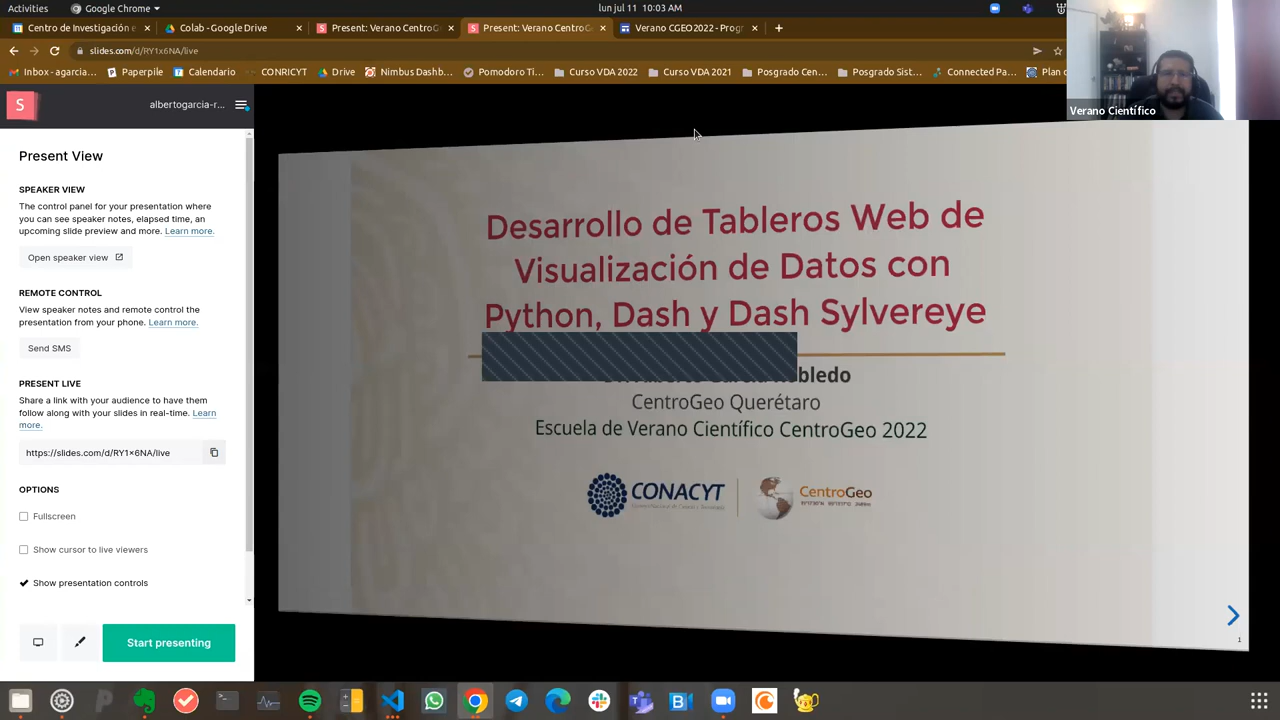 Activities
Google Chrome
lun jul 11 10:03 AM
Centro de Investigación e
Colab - Google Drive
Present: Verano CentroG
Present: Verano CentroGe
Verano CGEO2022 - Prog
slides.com/d/RY1x6NA/live
Inbox - agarcia...
Paperpile
Calendario
CONRICYT
Drive
Nimbus Dashb...
Pomodoro Ti...
Curso VDA 2022
Curso VDA 2021
Posgrado Cen...
Posgrado Sist...
Connected Pa...
Plan d
Verano Científico
S
albertogarcia-r...
Present View
SPEAKER VIEW
The control panel for your presentation where
you can see speaker notes, elapsed time, an
upcoming slide preview and more. Learn more.
Open speaker view
REMOTE CONTROL
View speaker notes and remote control the
presentation from your phone. Learn more.
Send SMS
PRESENT LIVE
Share a link with your audience to have them
follow along with your slides in real-time. Learn
more.
https://slides.com/d/RY1x6NA/live
OPTIONS
Fullscreen
Show cursor to live viewers
Show presentation controls
Start presenting
Desarrollo de Tableros Web de
Visualización de Datos con
Python, Dash y Dash Sylvereye
CentroGeo Querétaro
Escuela de Verano Científico CentroGeo 2022
CONACYT
CentroGeo
1